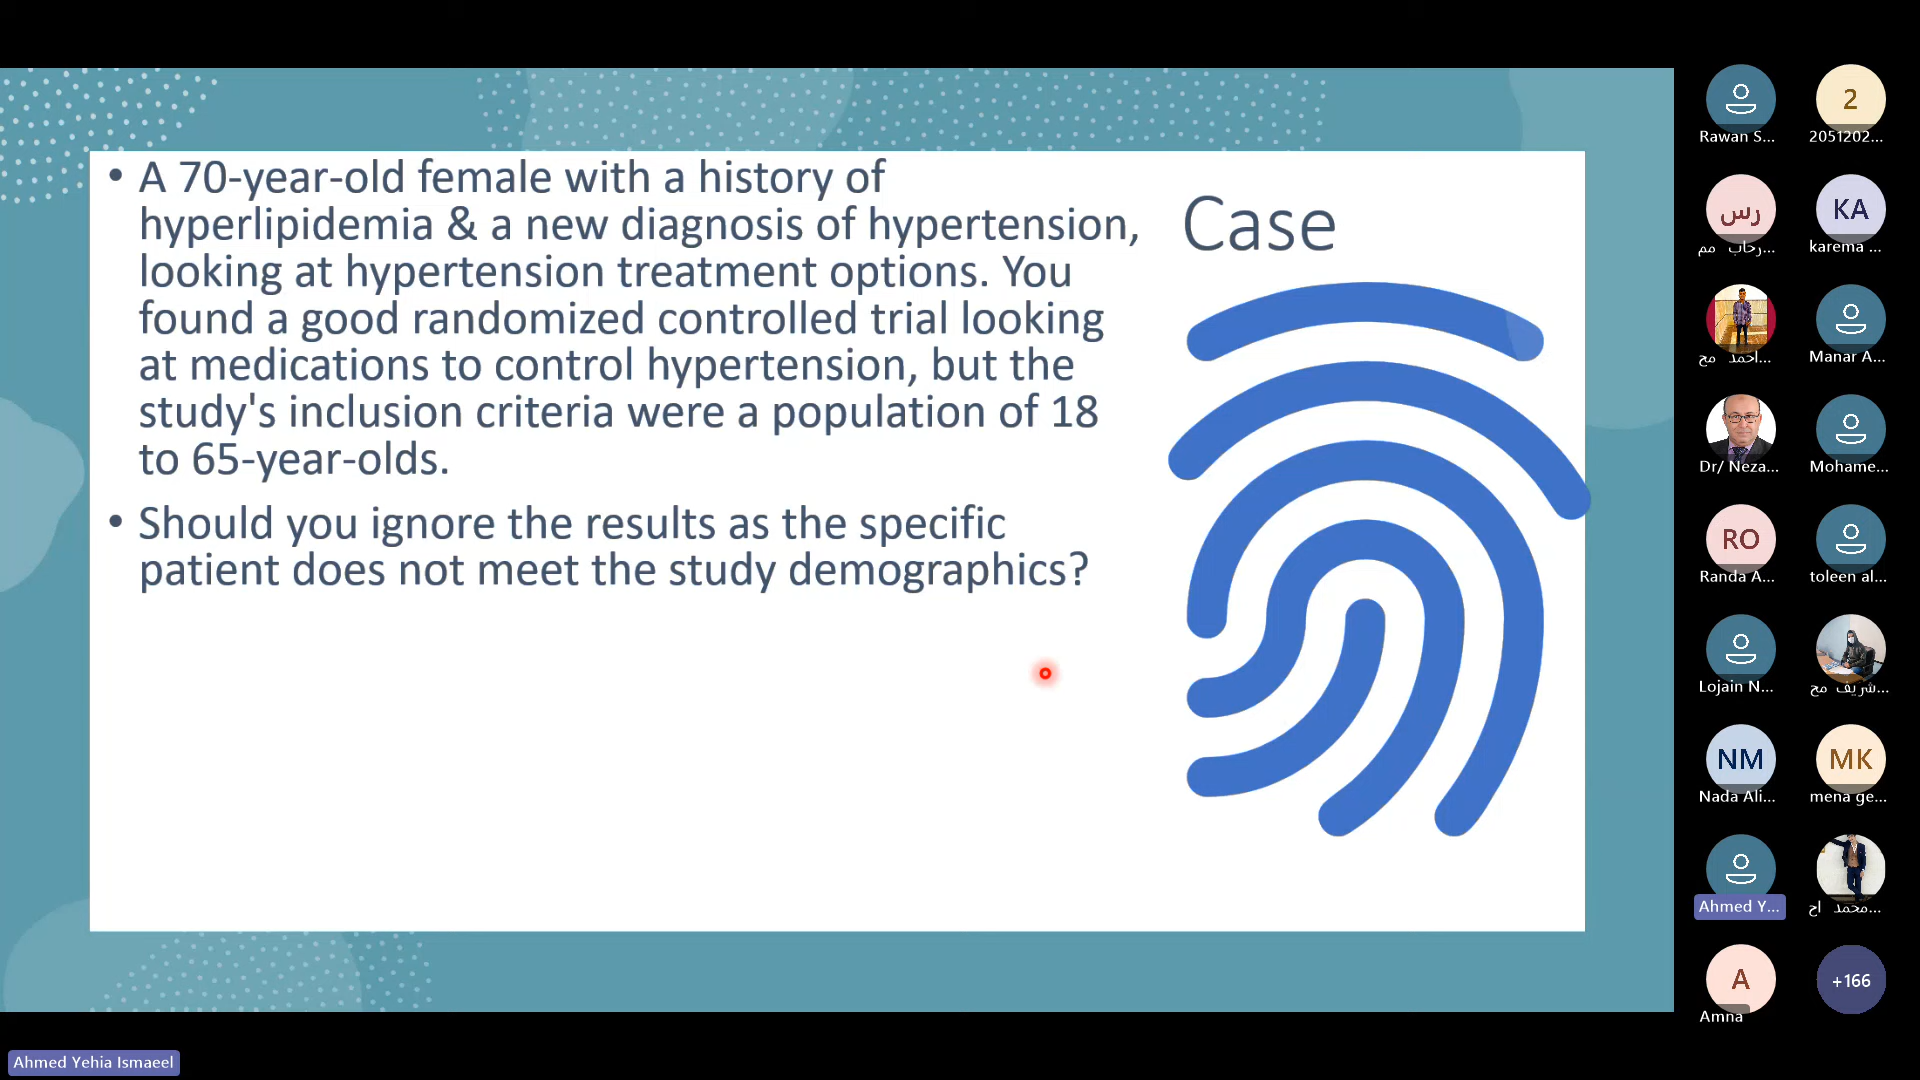 • A 70-year-old female with a history of
hyperlipidemia & a new diagnosis of hypertension,
looking at hypertension treatment options. You
found a good randomized controlled trial looking
at medications to control hypertension, but the
study's inclusion criteria were a population of 18
to 65-year-olds.
• Should you ignore the results as the specific
patient does not meet the study demographics?
Case
Rawan S...
2
2051202...
رس
رحاب مم...
KA
karema ...
احمد مح...
Manar A...
Dr/ Neza...
Mohame...
RO
Randa A...
toleen al...
Lojain N...
شريف مح...
NM
Nada Ali...
MK
mena ge...
Ahmed Y...
محمد اح...
A
Amna
+166
Ahmed Yehia Ismaeel